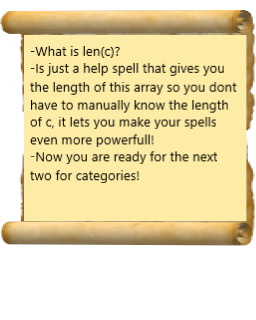 -What is len(c)?
-Is just a help spell that gives you
the length of this array so you dont
have to manually know the length
of c, it lets you make your spells
even more powerfull!
-Now you are ready for the next
two for categories!